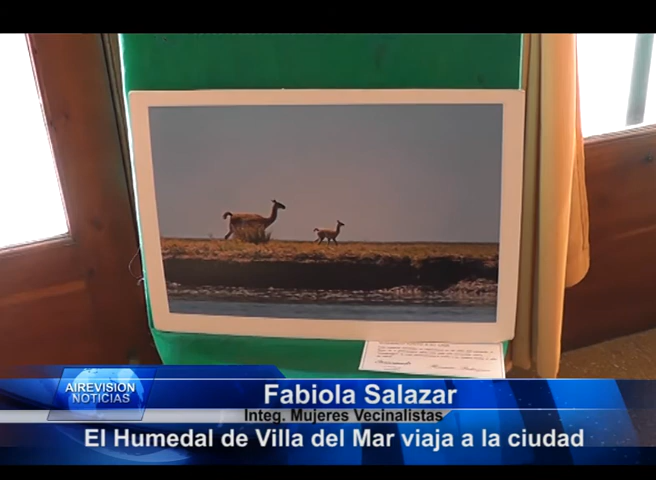 AIREVISION
NOTICIAS
Fabiola Salazar
Integ. Mujeres Vecinalistas
El Humedal de Villa del Mar viaja a la ciudad